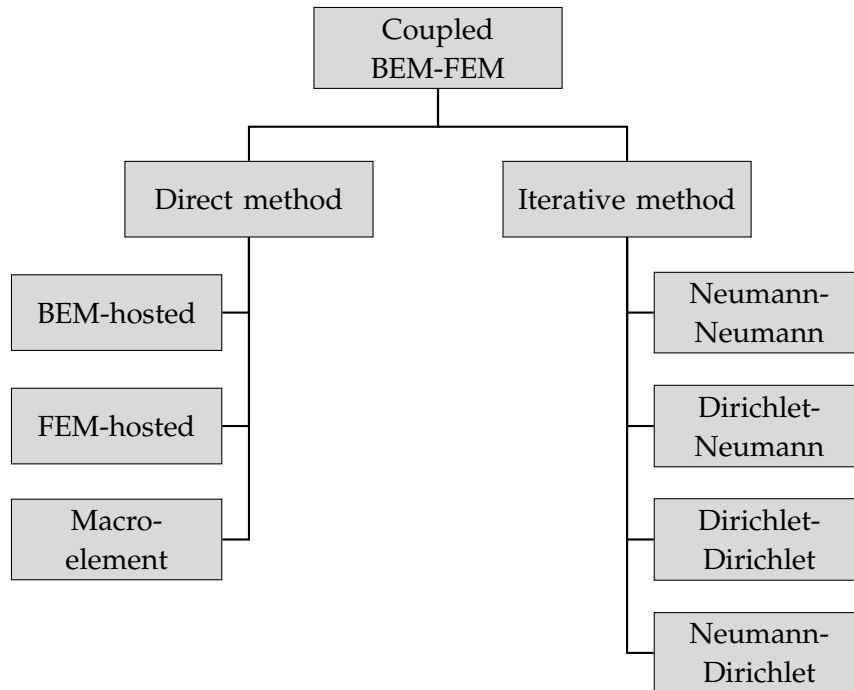 Coupled
BEM-FEM
Direct method
Iterative method
BEM-hosted
FEM-hosted
Macro-
element
Neumann-
Neumann
Dirichlet-
Neumann
Dirichlet-
Dirichlet
Neumann-
Dirichlet